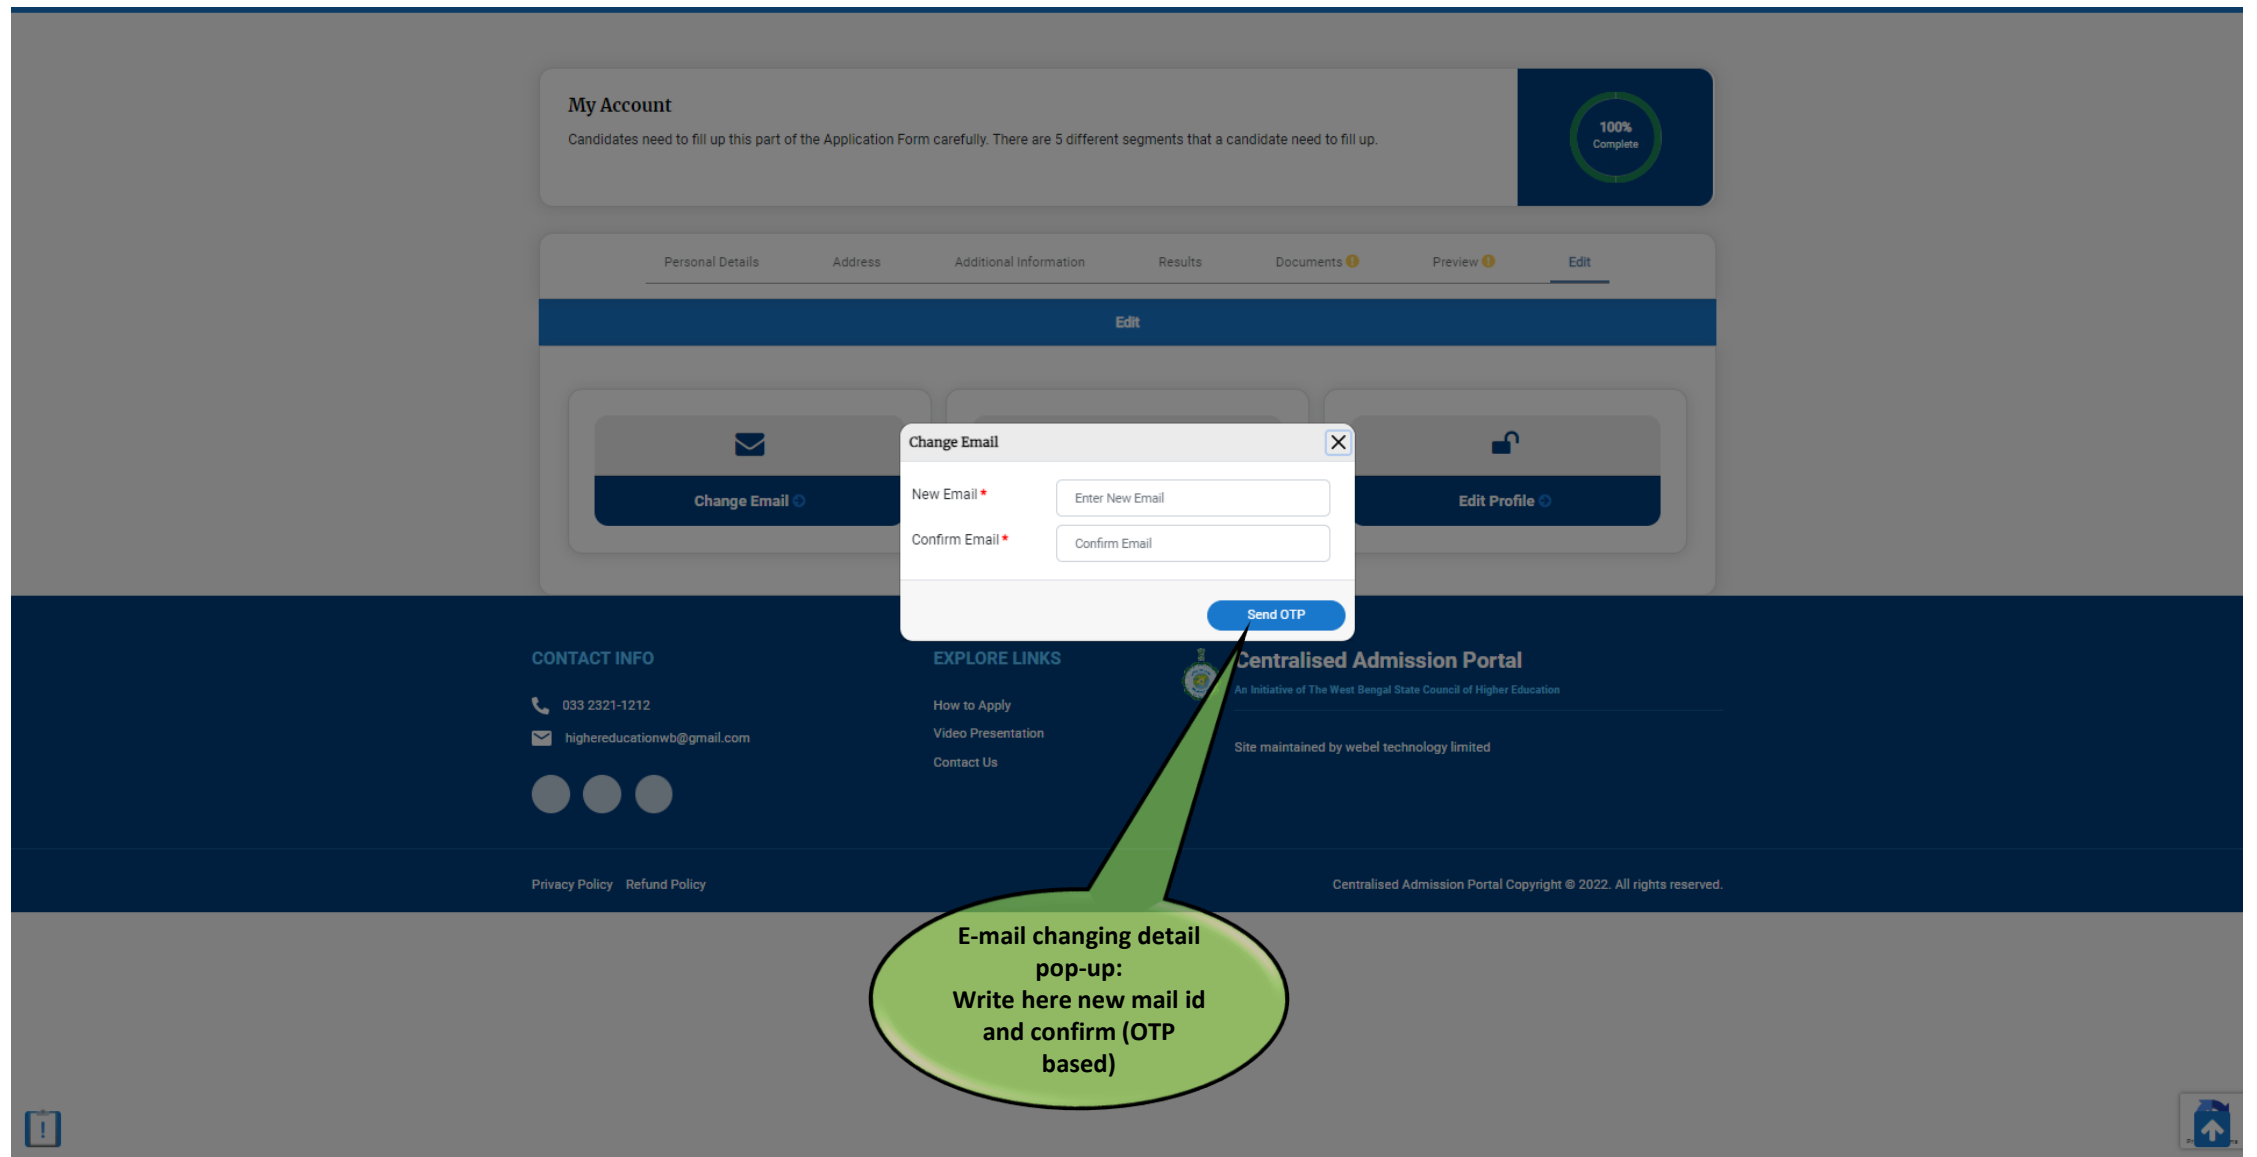 My Account
Candidates need to fill up this part of the Application Form carefully. There are 5 different segments that a candidate need to fill up.
100%
Complete
Personal Details Address Additional Information Results Documents Preview Edit
Edit
Change Email
Edit Profile
Change Email
New Email *
Enter New Email
Confirm Email *
Confirm Email
Send OTP
CONTACT INFO
033 2321-1212
highereducationwb@gmail.com
EXPLORE LINKS
How to Apply
Video Presentation
Contact Us
Centralised Admission Portal
An Initiative of The West Bengal State Council of Higher Education
Site maintained by webel technology limited
Privacy Policy Refund Policy
Centralised Admission Portal Copyright © 2022. All rights reserved.
E-mail changing detail
pop-up:
Write here new mail id
and confirm (OTP
based)